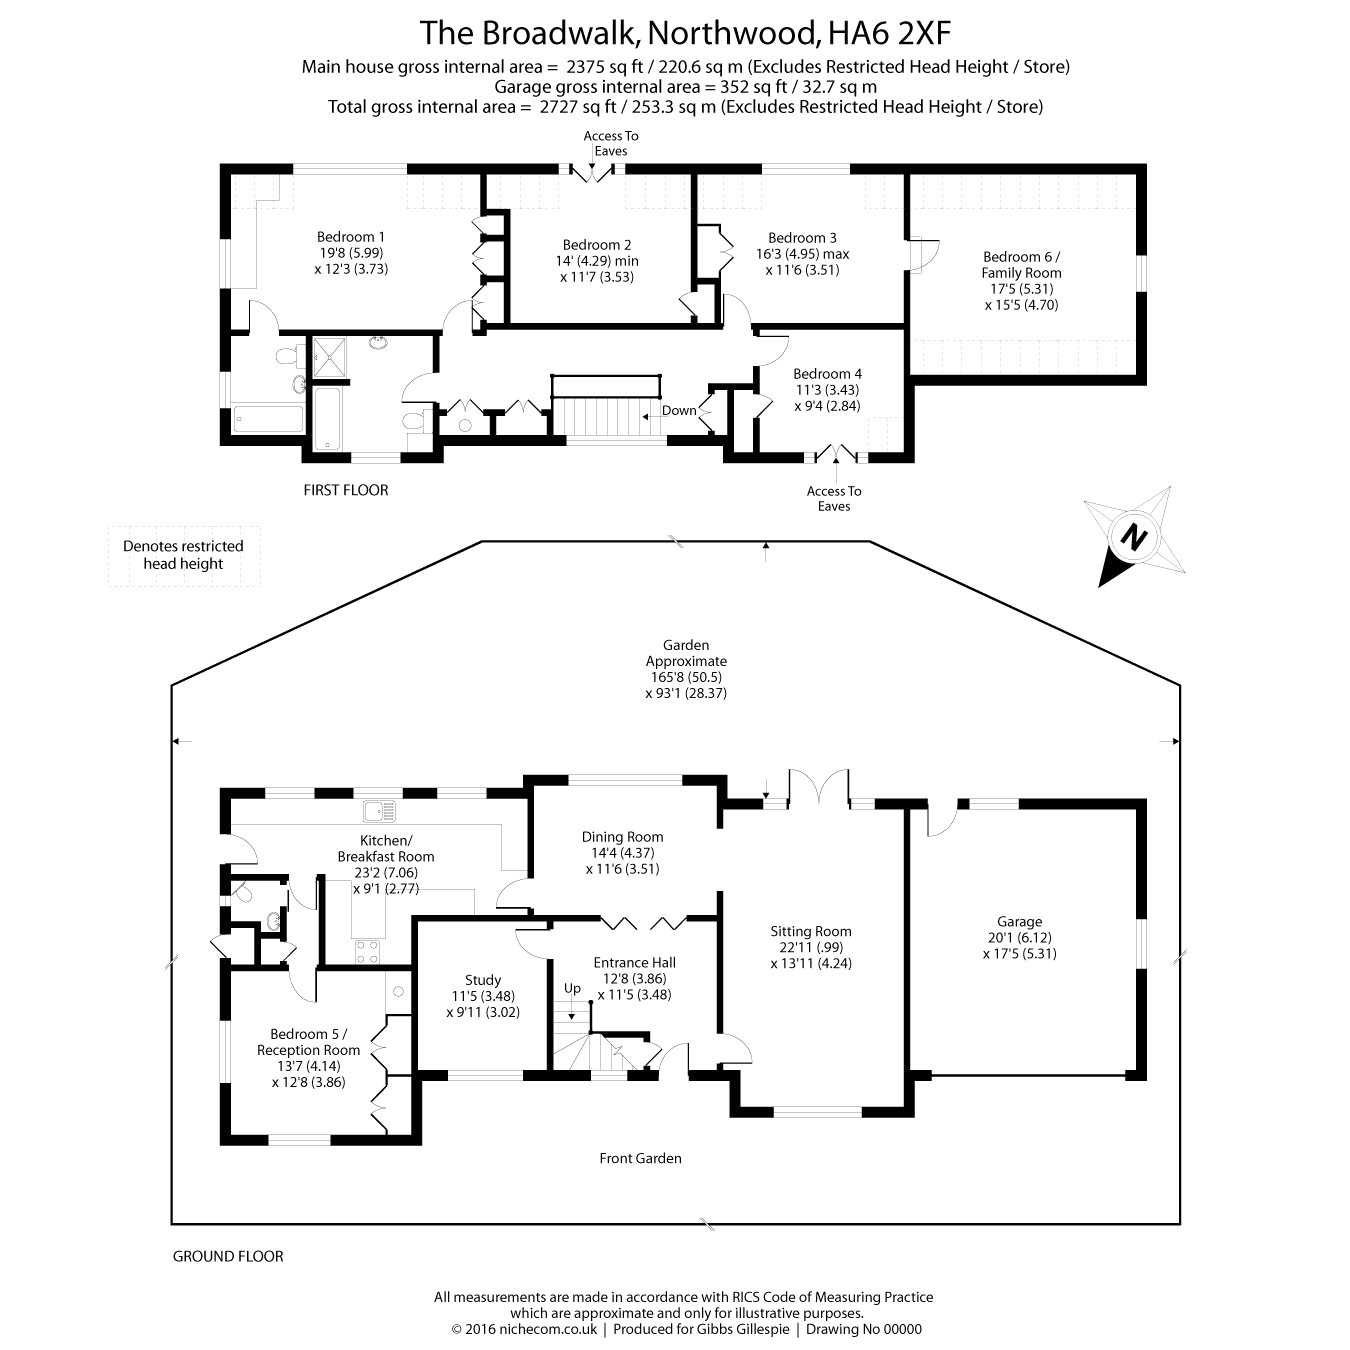 The Broadwalk, Northwood, HA6 2XF
Main house gross internal area = 2375 sq ft / 220.6 sq m (Excludes Restricted Head Height / Store)
Garage gross internal area = 352 sq ft / 32.7 sq m
Total gross internal area = 2727 sq ft / 253.3 sq m (Excludes Restricted Head Height / Store)
Access To
Eaves
Bedroom 1
19'8 (5.99)
x 12'3 (3.73)
Bedroom 2
14' (4.29) min
x 11'7 (3.53)
Bedroom 3
16'3 (4.95) max
x 11'6 (3.51)
Bedroom 6 /
Family Room
17'5 (5.31)
x 15'5 (4.70)
Bedroom 4
11'3 (3.43)
x 9'4 (2.84)
Down
Access To
Eaves
FIRST FLOOR
Denotes restricted
head height
N
Garden
Approximate
165'8 (50.5)
x 93'1 (28.37)
Kitchen/
Breakfast Room
23'2 (7.06)
x 9'1 (2.77)
Dining Room
14'4 (4.37)
x 11'6 (3.51)
Sitting Room
22'11 (.99)
x 13'11 (4.24)
Garage
20'1 (6.12)
x 17'5 (5.31)
Entrance Hall
12'8 (3.86)
x 11'5 (3.48)
Up
Study
11'5 (3.48)
x 9'11 (3.02)
Bedroom 5 /
Reception Room
13'7 (4.14)
x 12'8 (3.86)
Front Garden
GROUND FLOOR
All measurements are made in accordance with RICS Code of Measuring Practice
which are approximate and only for illustrative purposes.
© 2016 nichecom.co.uk | Produced for Gibbs Gillespie | Drawing No 00000